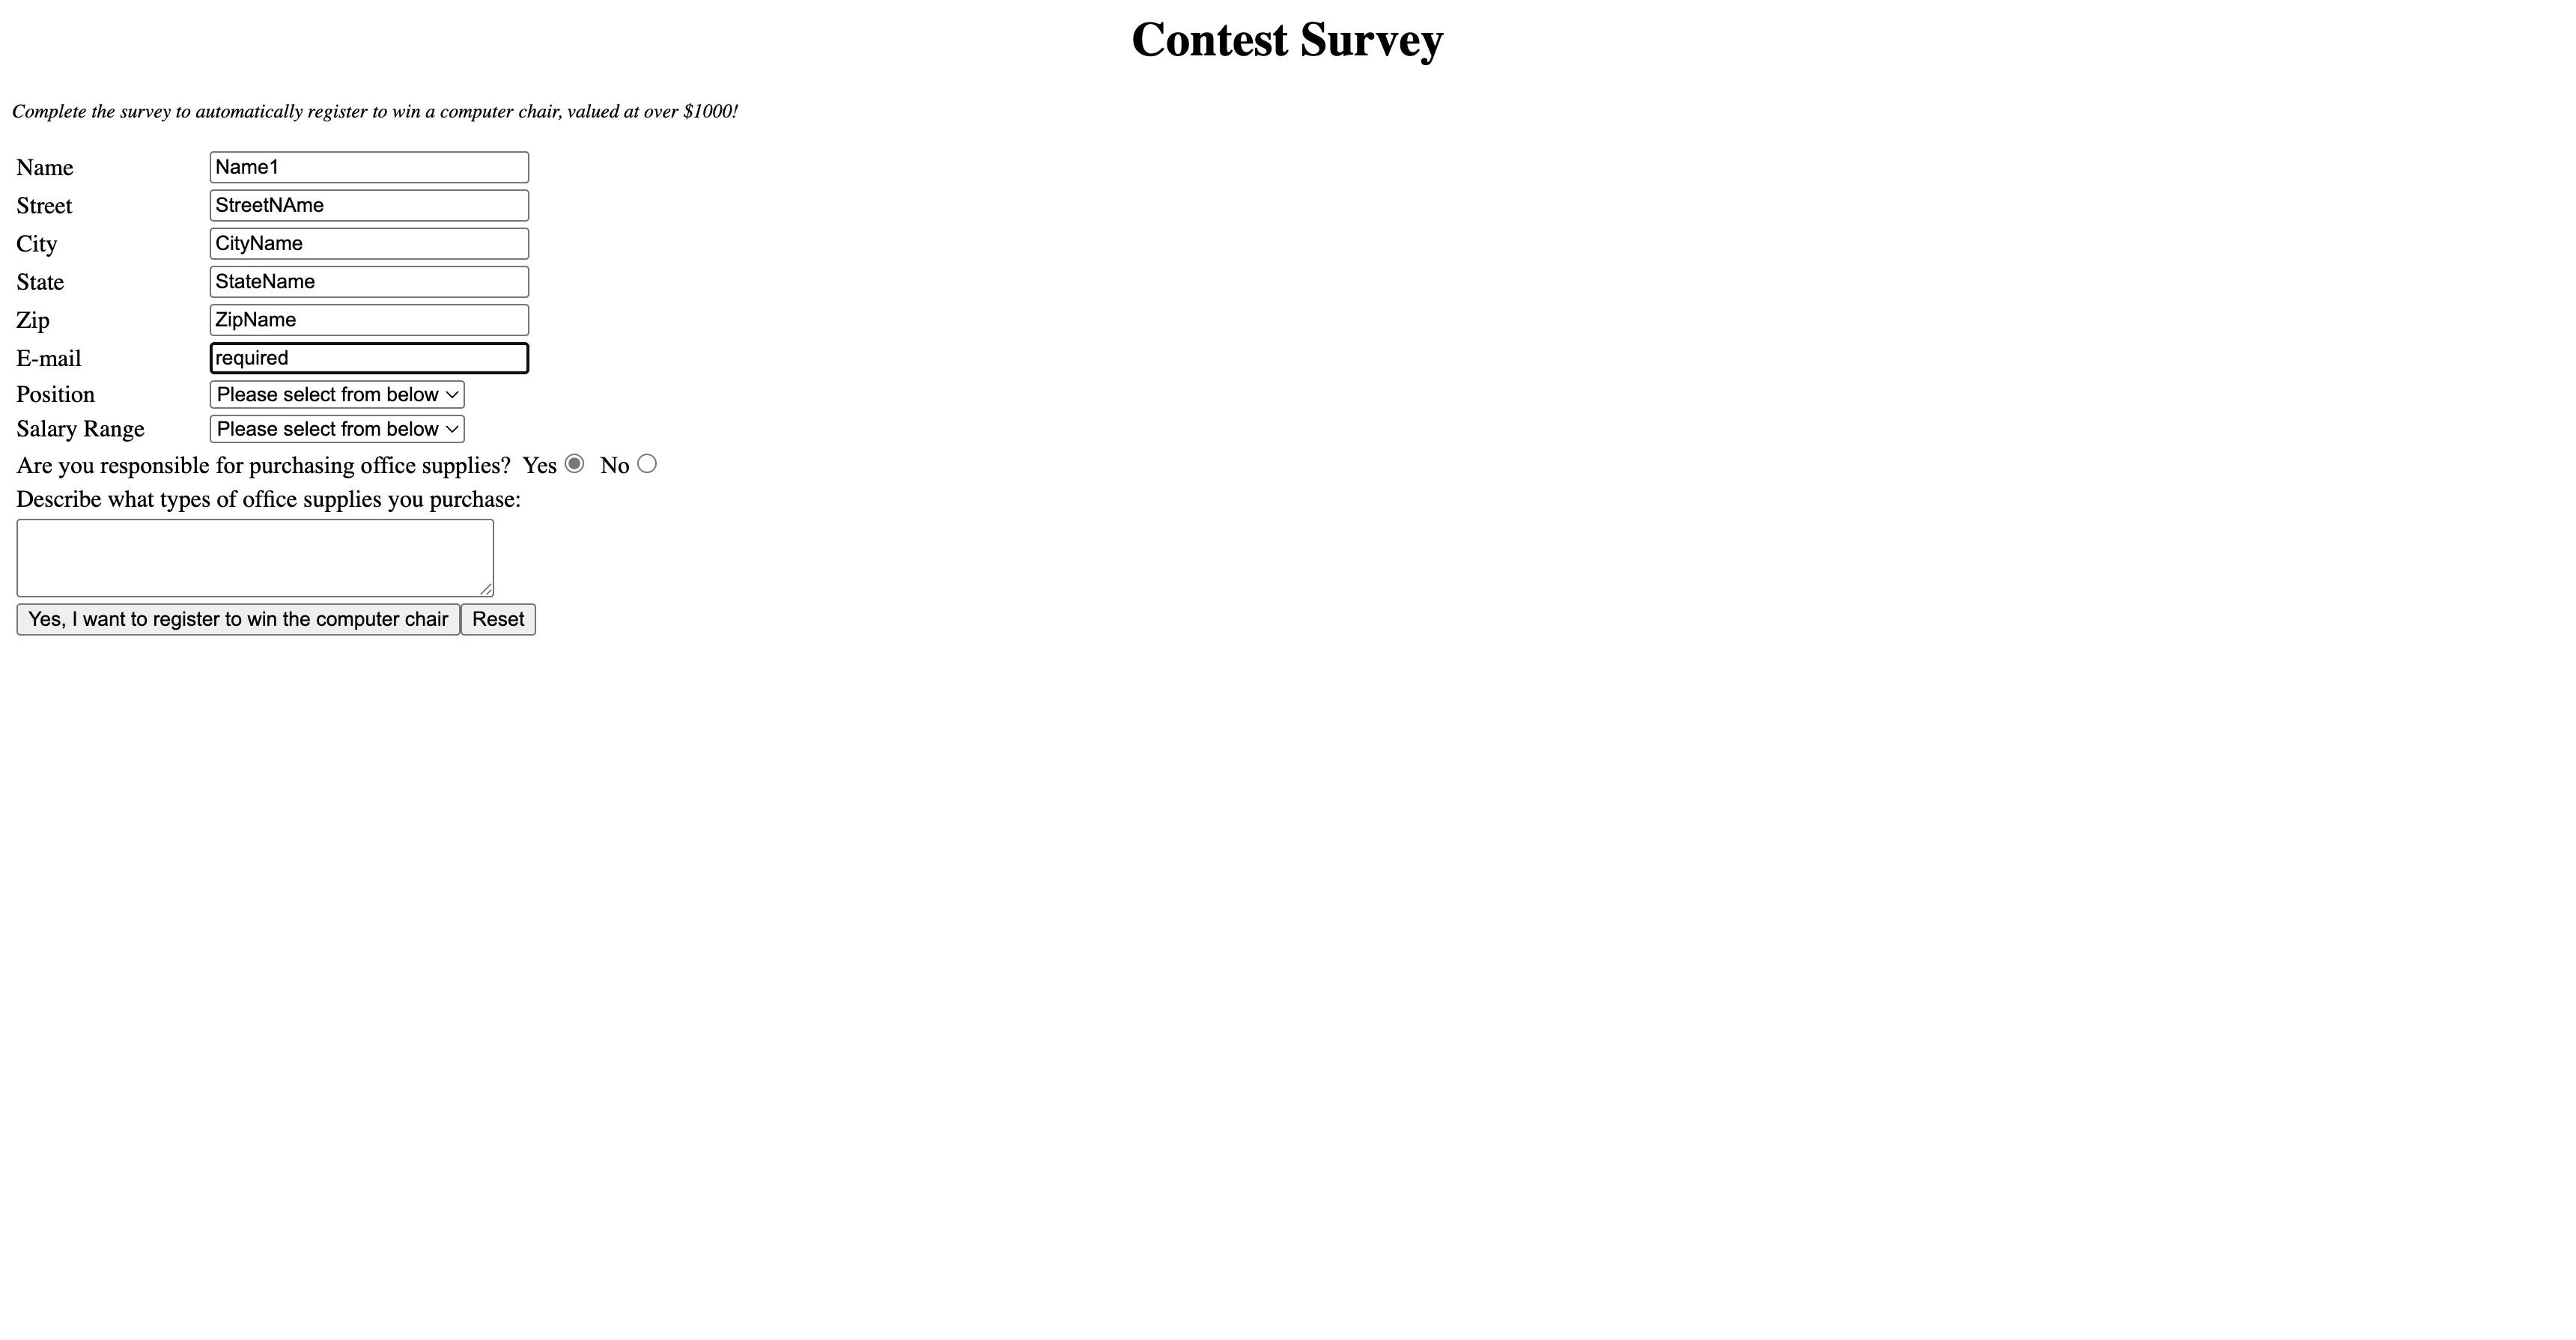 Contest Survey
Complete the survey to automatically register to win a computer chair, valued at over $1000!
Name Name1
Street StreetNAme
City CityName
State StateName
Zip ZipName
E-mail required
Position Please select from below
Salary Range Please select from below
Are you responsible for purchasing office supplies? Yes No
Describe what types of office supplies you purchase:
Yes, I want to register to win the computer chair Reset